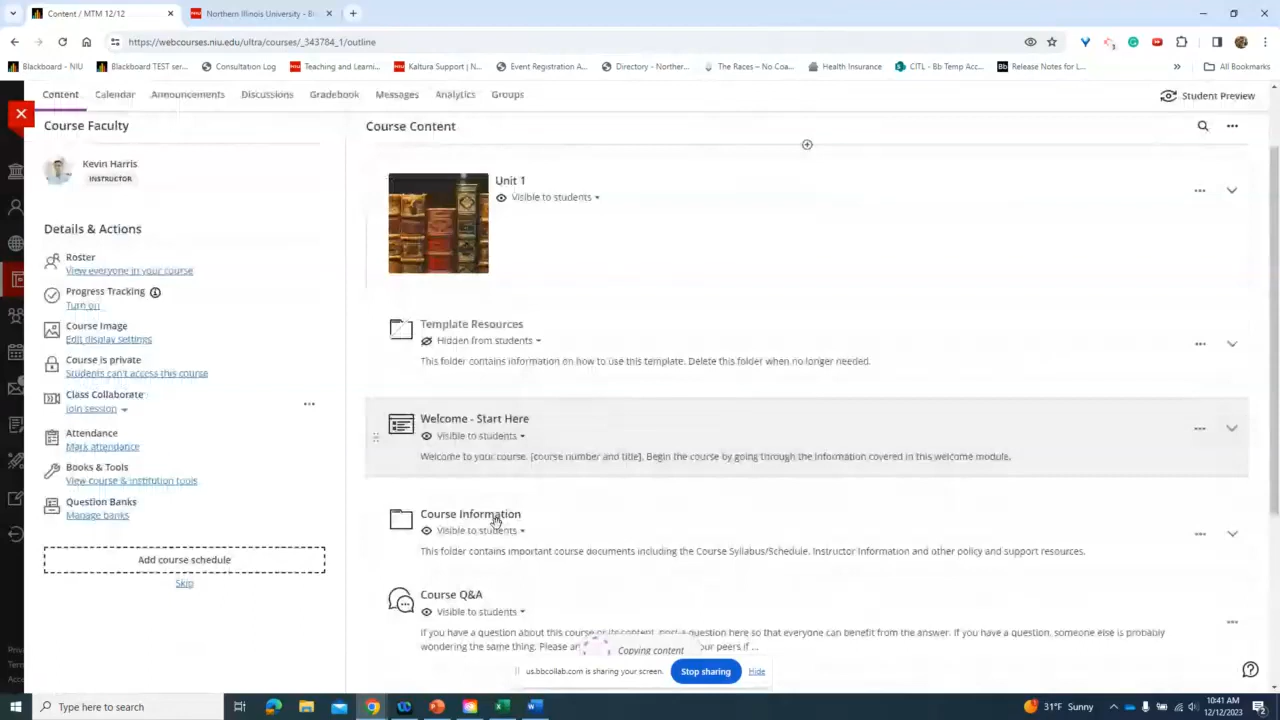 Content / MTM 12/12
Northern Illinois University - B
https://webcourses.niu.edu/ultra/courses/_343784_1/outline
Blackboard - NIU
Blackboard TEST ser...
Consultation Log
Teaching and Learni...
Kaltura Support | N...
Event Registration A...
Directory - Norther...
The Races – No Coa...
Health Insurance
CITL - Bb Temp Acc...
Release Notes for L...
»
All Bookmarks
Content
Calendar
Announcements
Discussions
Gradebook
Messages
Analytics
Groups
Student Preview
Course Faculty
Kevin Harris
INSTRUCTOR
Details & Actions
Roster
View everyone in your course
Progress Tracking
Turn on
Course Image
Edit display settings
Course is private
Students can't access this course
Class Collaborate
Join session
Attendance
Mark attendance
Books & Tools
View course & institution tools
Question Banks
Manage banks
Add course schedule
Skip
Course Content
Unit 1
Visible to students
Template Resources
Hidden from students
This folder contains information on how to use this template. Delete this folder when no longer needed.
Welcome - Start Here
Visible to students
Welcome to your course, [course number and title]. Begin the course by going through the information covered in this welcome module.
Course Information
Visible to students
This folder contains important course documents including the Course Syllabus/Schedule, Instructor Information and other policy and support resources.
Course Q&A
Visible to students
If you have a question about this course or its content, post a question here so that everyone can benefit from the answer. If you have a question, someone else is probably
wondering the same thing. Please an our peers if ...
Copying content
us.bbcollab.com is sharing your screen.
Stop sharing
Hide
Priv
Term
Acce
Type here to search
31°F Sunny
10:41 AM
12/12/2023
2